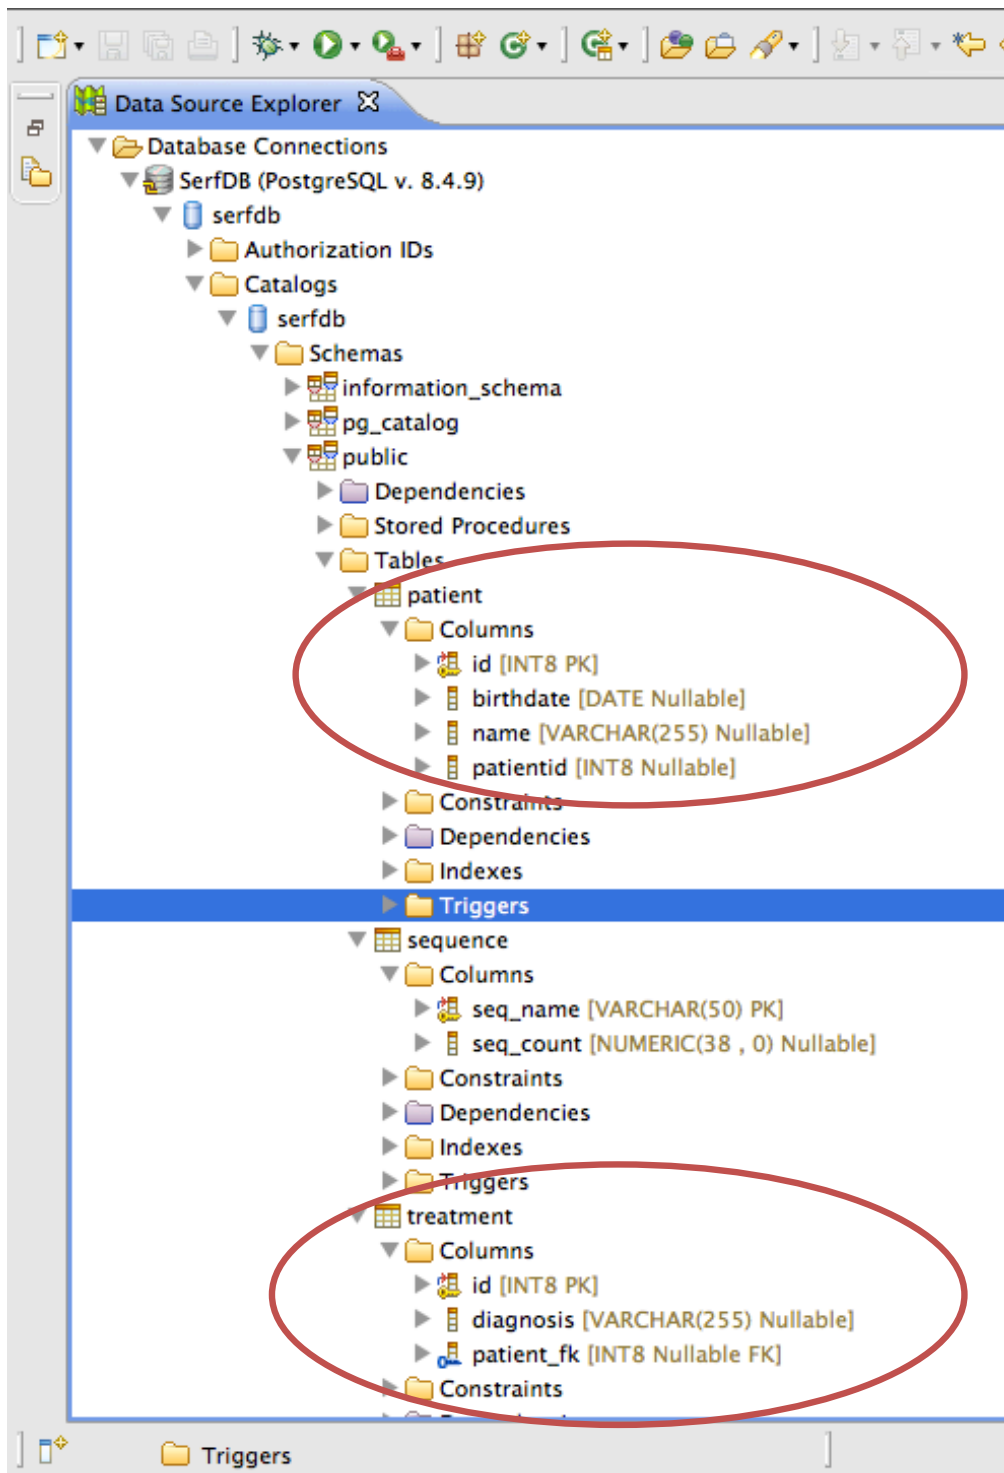 Data Source Explorer
Database Connections
SerfDB (PostgreSQL v. 8.4.9)
serfdb
Authorization IDs
Catalogs
serfdb
Schemas
information_schema
pg_catalog
public
Dependencies
Stored Procedures
Tables
patient
Columns
id [INT8 PK]
birthdate [DATE Nullable]
name [VARCHAR(255) Nullable]
patientid [INT8 Nullable]
Constraints
Dependencies
Indexes
Triggers
sequence
Columns
seq_name [VARCHAR(50) PK]
seq_count [NUMERIC(38 , 0) Nullable]
Constraints
Dependencies
Indexes
Triggers
treatment
Columns
id [INT8 PK]
diagnosis [VARCHAR(255) Nullable]
patient_fk [INT8 Nullable FK]
Constraints
Triggers